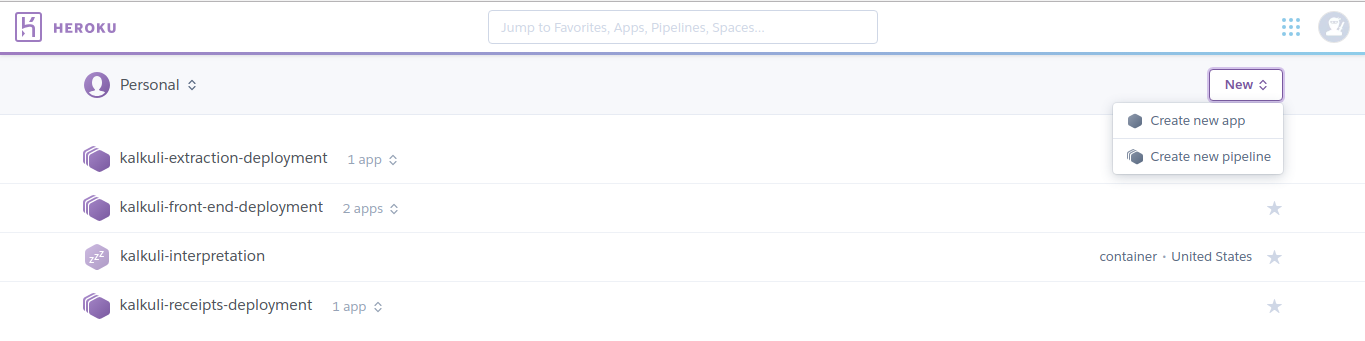 HEROKU
Jump to Favorites, Apps, Pipelines, Spaces...
Personal
New
Create new app
Create new pipeline
kalkuli-extraction-deployment 1 app
kalkuli-front-end-deployment 2 apps
zzz kalkuli-interpretation container • United States
kalkuli-receipts-deployment 1 app